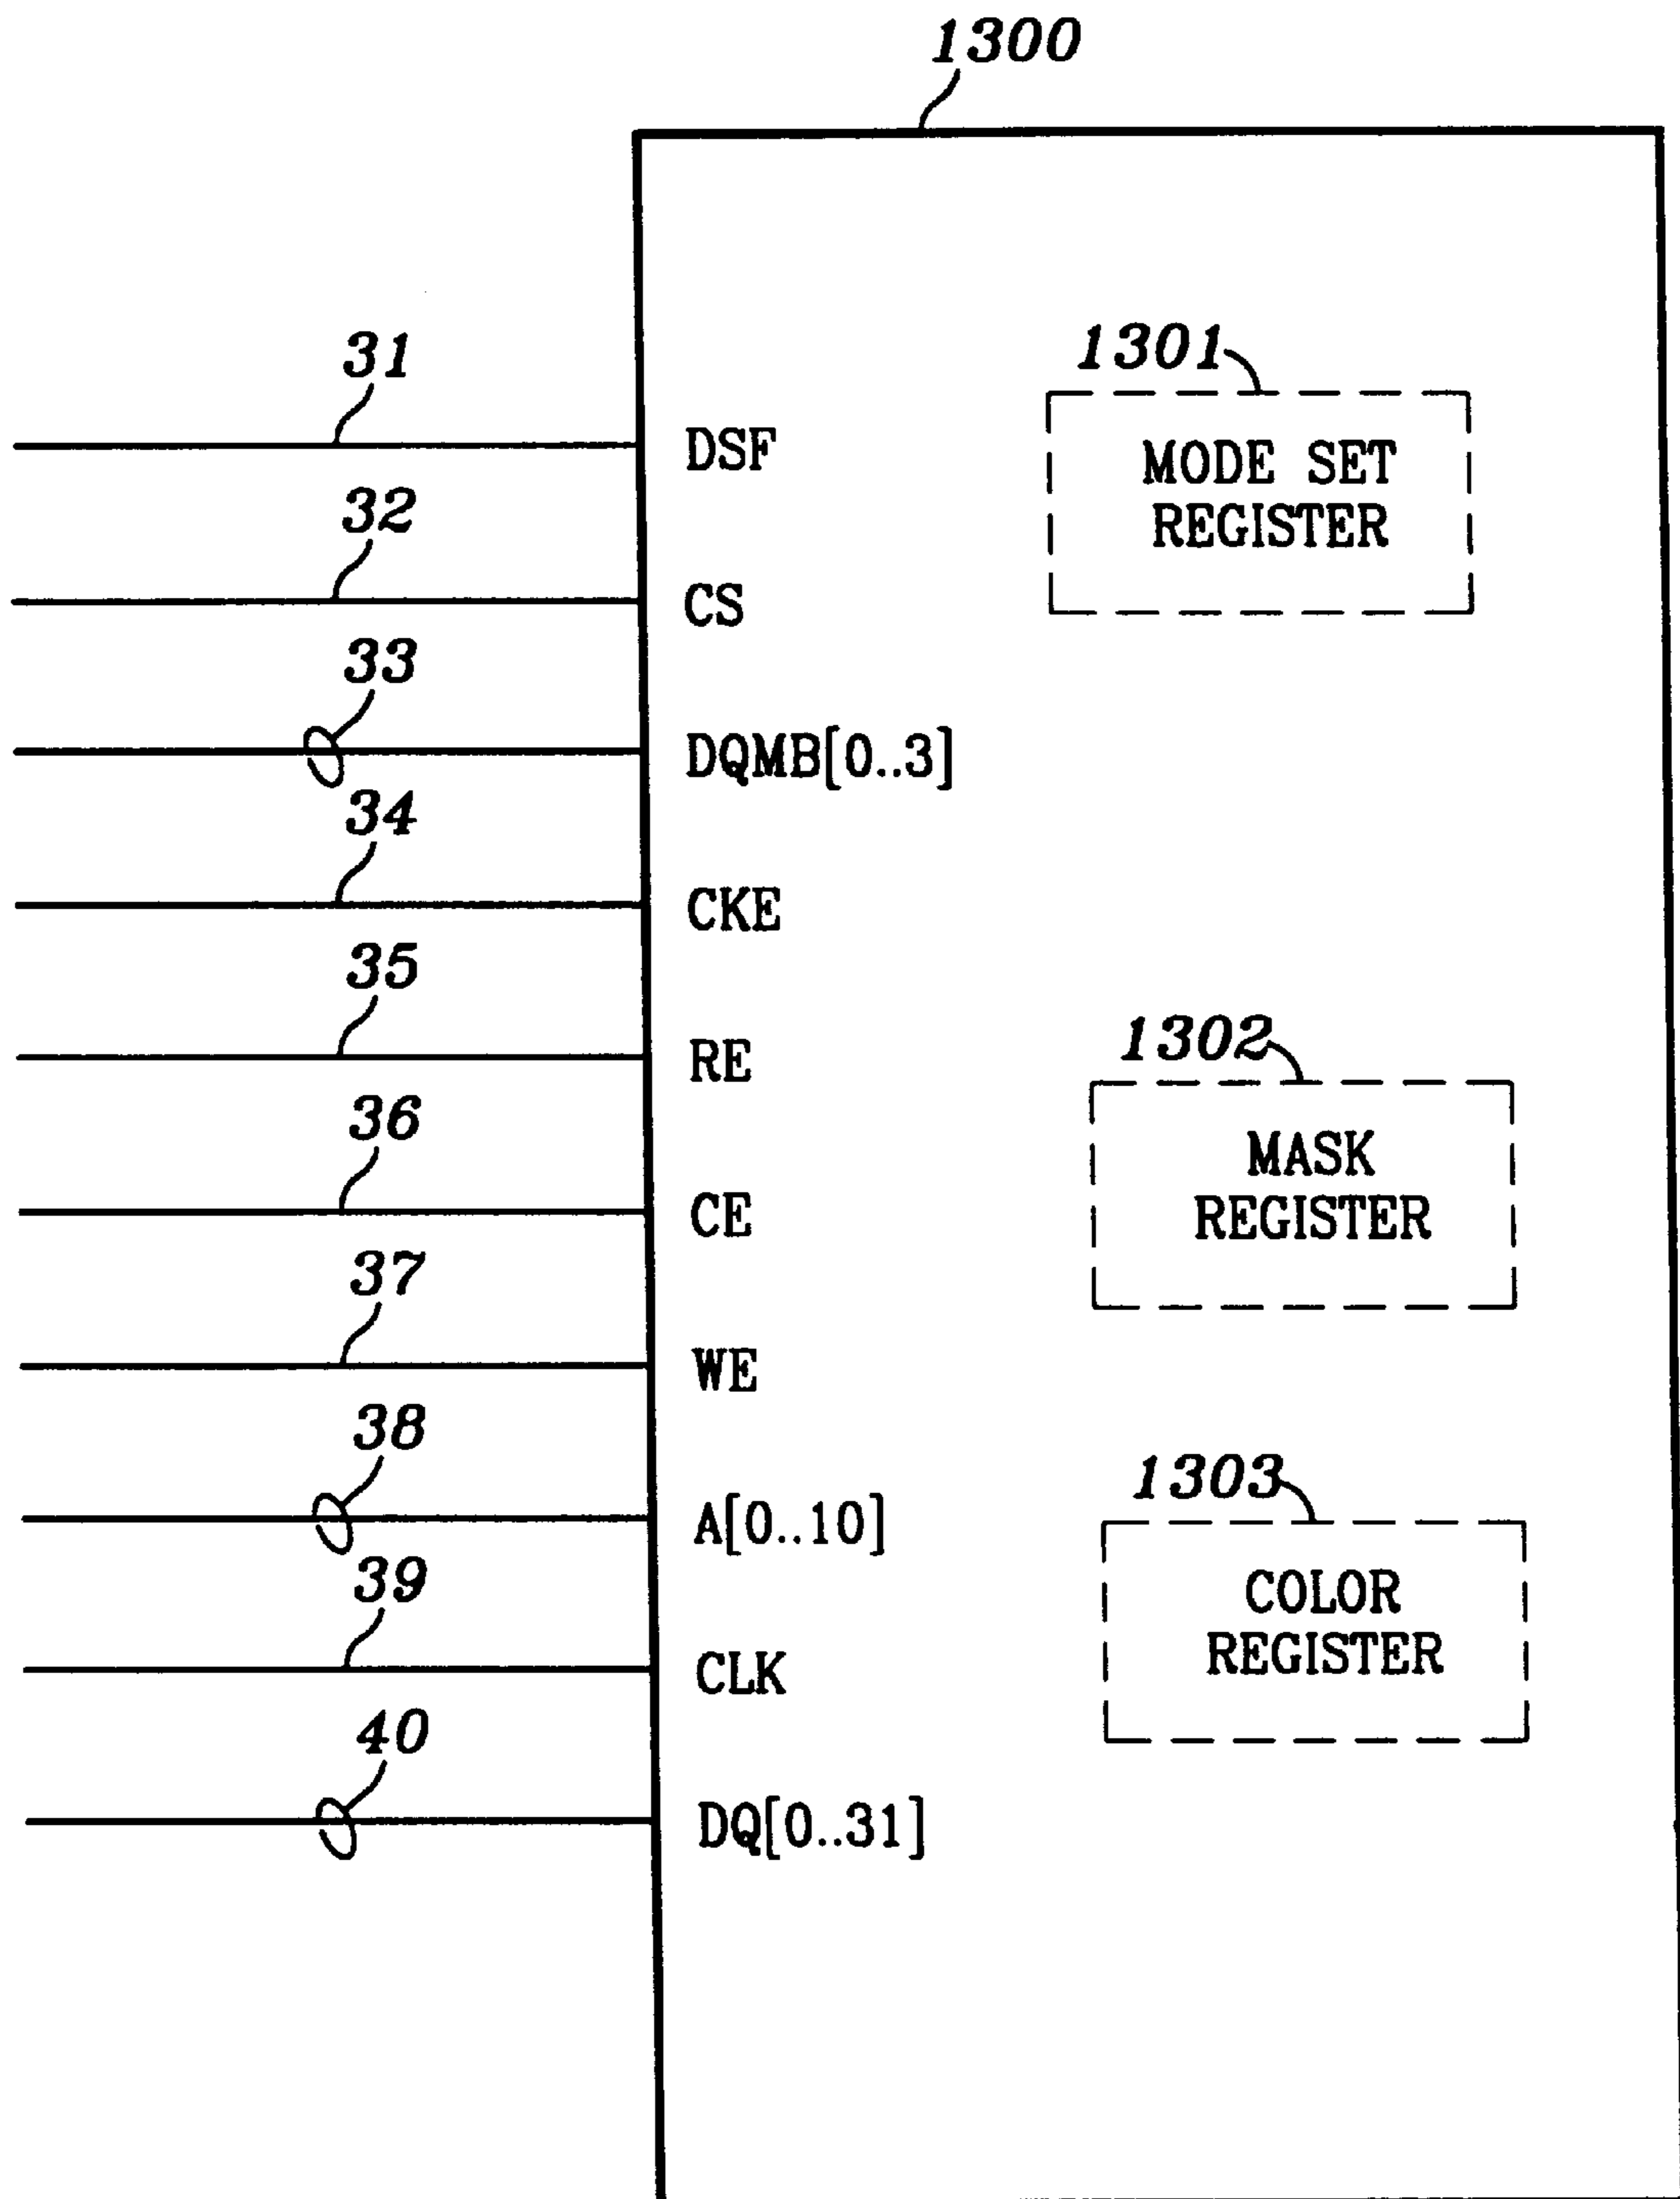 1300
31
DSF
1301
MODE SET
REGISTER
32
CS
33
DQMB[0..3]
34
CKE
35
RE
1302
MASK
REGISTER
36
CE
37
WE
38
A[0..10]
1303
COLOR
REGISTER
39
CLK
40
DQ[0..31]